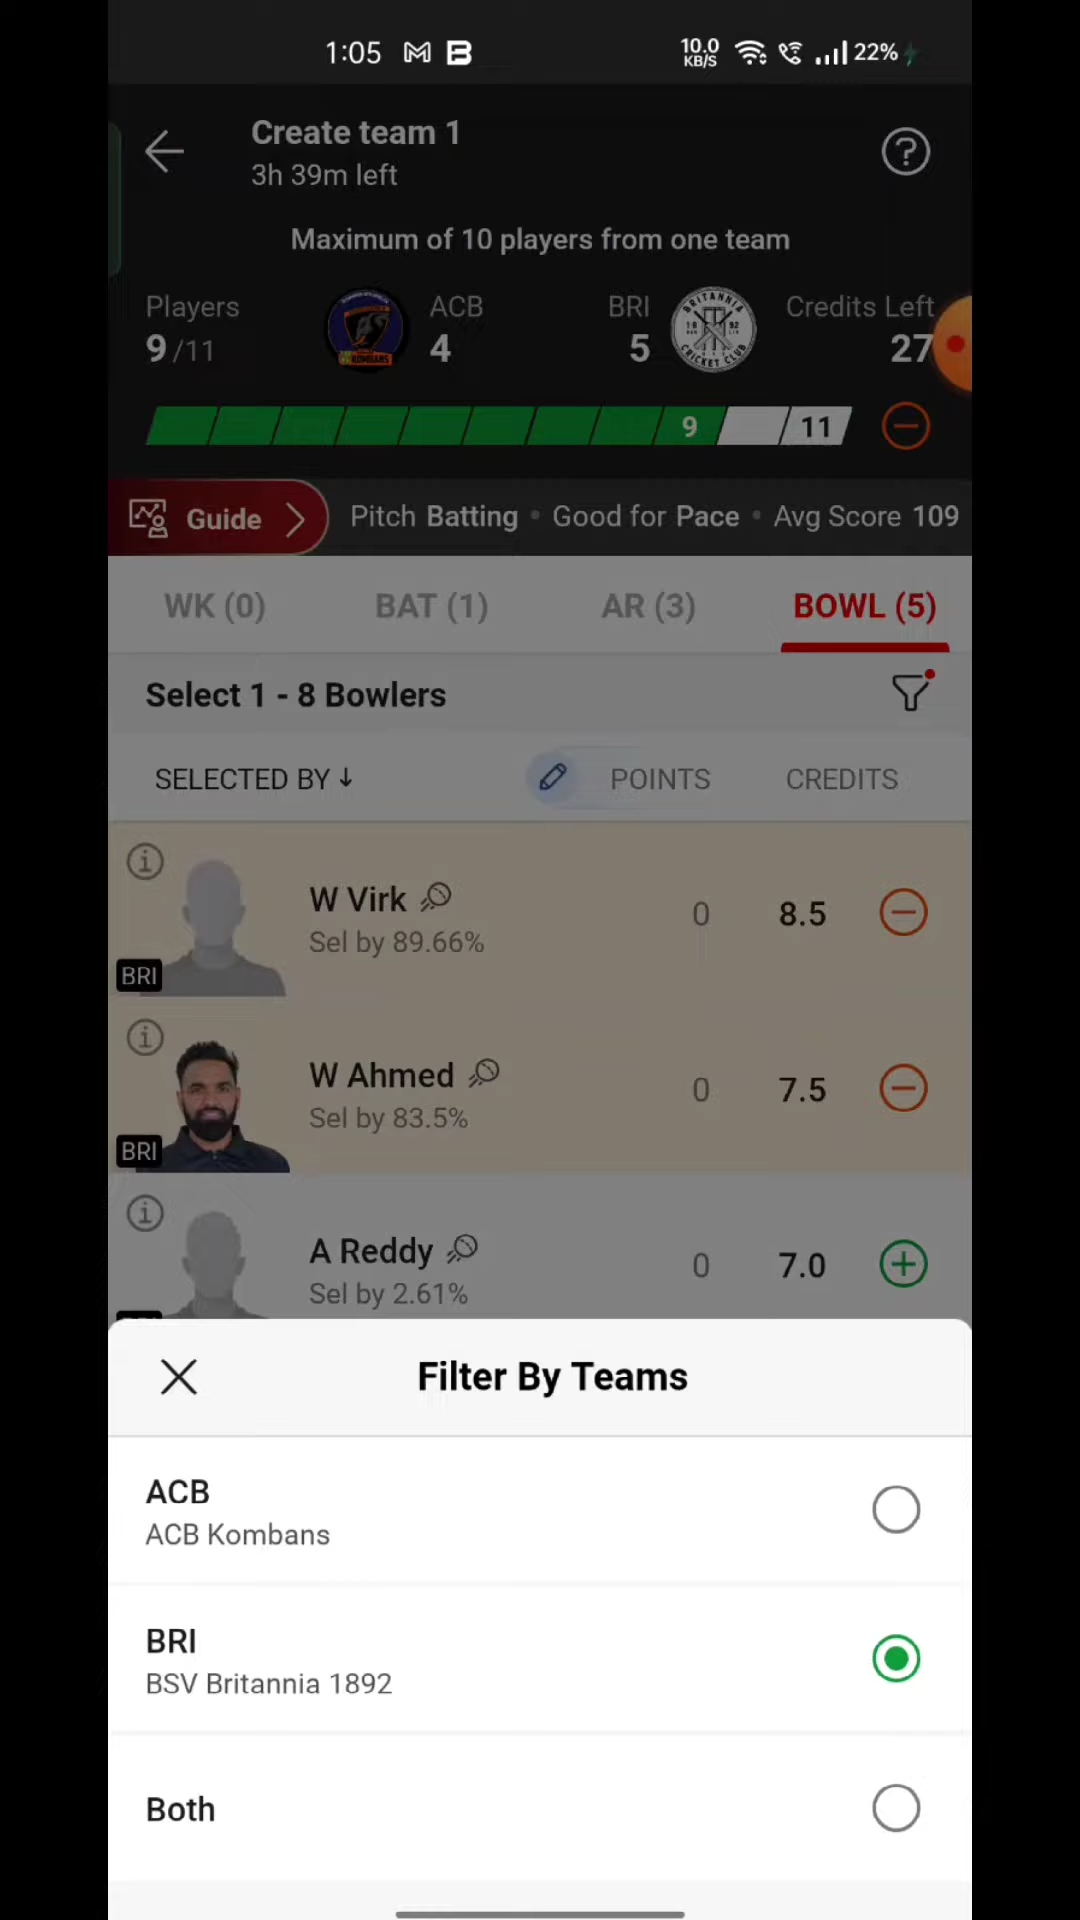 1:05
10.0 KB/S
22%
Create team 1
3h 39m left
Maximum of 10 players from one team
Players
9/11
ACB
4
BRI
5
Credits Left
27
9
11
Guide
Pitch Batting • Good for Pace • Avg Score 109
WK (0)
BAT (1)
AR (3)
BOWL (5)
Select 1 - 8 Bowlers
SELECTED BY ↓
POINTS
CREDITS
W Virk
Sel by 89.66%
BRI
0
8.5
W Ahmed
Sel by 83.5%
BRI
0
7.5
A Reddy
Sel by 2.61%
0
7.0
Filter By Teams
ACB
ACB Kombans
BRI
BSV Britannia 1892
Both